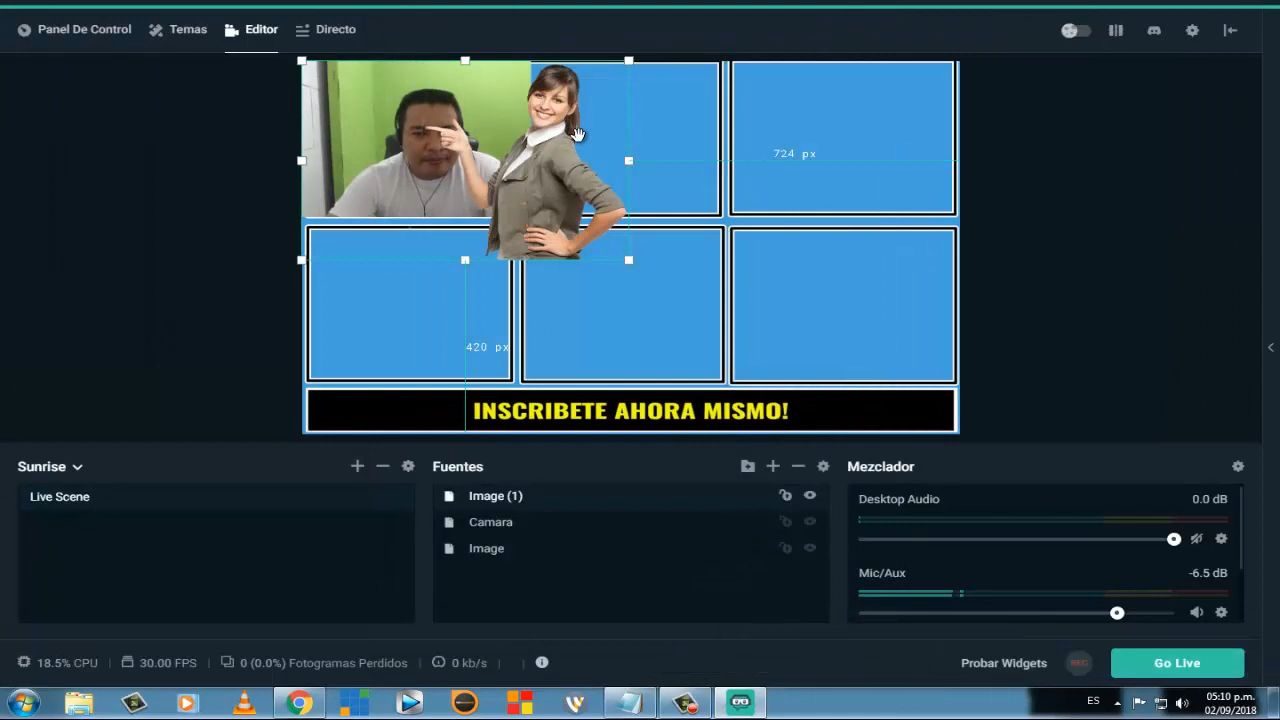 Panel De Control Temas Editor Directo
724 px
420 px
INSCRIBETE AHORA MISMO!
Sunrise
Live Scene
Fuentes
Image (1)
Camara
Image
Mezclador
Desktop Audio 0.0 dB
Mic/Aux -6.5 dB
18.5% CPU 30.00 FPS 0 (0.0%) Fotogramas Perdidos 0 kb/s Probar Widgets REC Go Live
ES 05:10 p.m.
02/09/2018